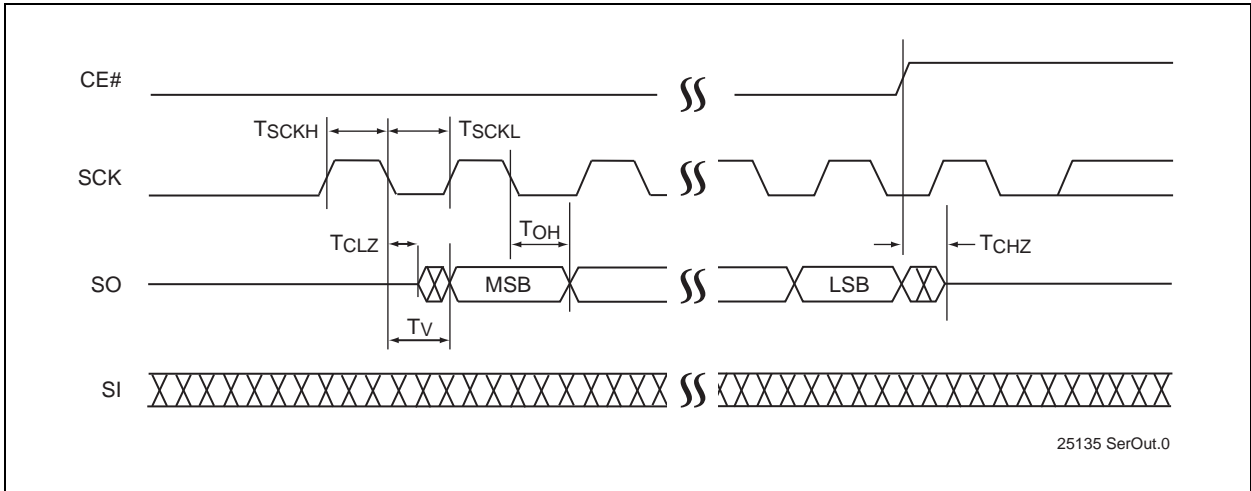 CE#
TSCKH
TSCKL
SCK
TCLZ
TOH
TCHZ
SO
MSB
LSB
TV
SI
25135 SerOut.0